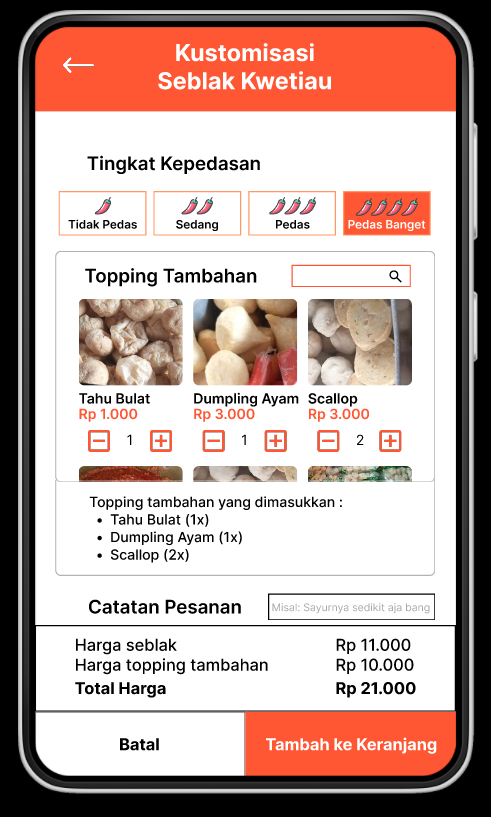 Kustomisasi
Seblak Kwetiau
Tingkat Kepedasan
Tidak Pedas
Sedang
Pedas
Pedas Banget
Topping Tambahan
Tahu Bulat
Dumpling Ayam
Scallop
Rp 1.000
Rp 3.000
Rp 3.000
1
1
2
Topping tambahan yang dimasukkan :
• Tahu Bulat (1x)
• Dumpling Ayam (1x)
• Scallop (2x)
Catatan Pesanan
Misal: Sayurnya sedikit aja bang
Harga seblak Rp 11.000
Harga topping tambahan Rp 10.000
Total Harga Rp 21.000
Batal
Tambah ke Keranjang